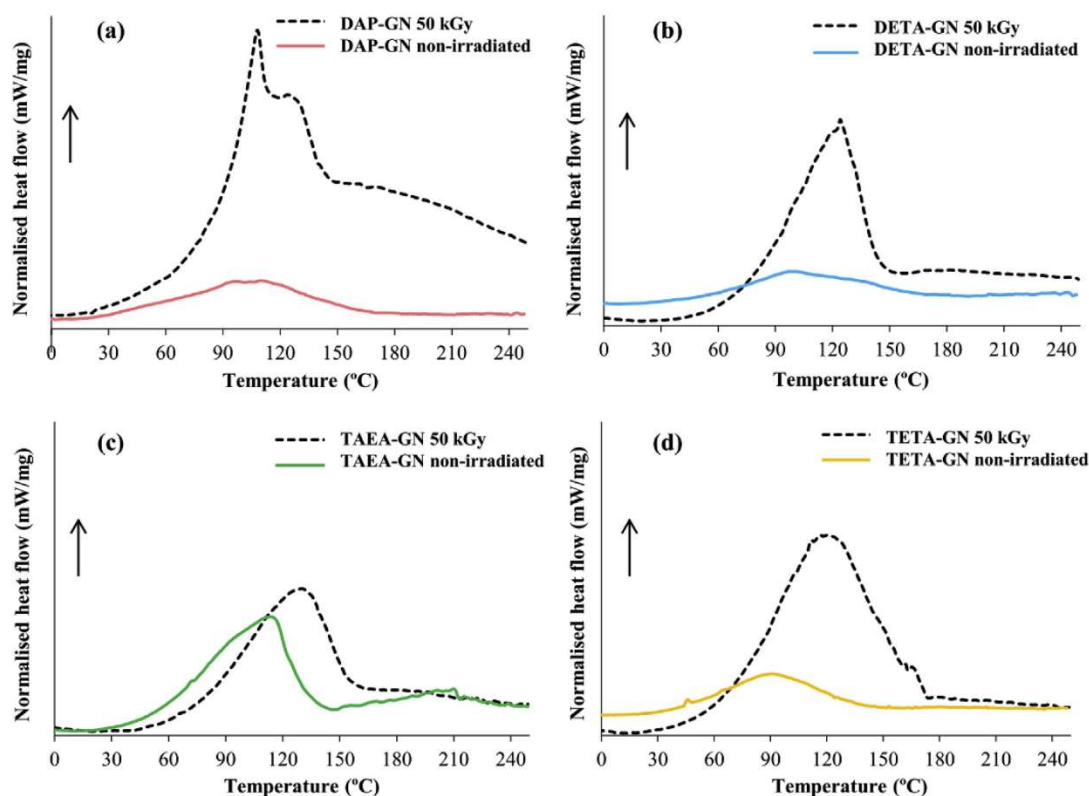 (a)
DAP-GN 50 kGy
DAP-GN non-irradiated
Normalised heat flow (mW/mg)
0 30 60 90 120 150 180 210 240
Temperature (ºC)
(b)
DETA-GN 50 kGy
DETA-GN non-irradiated
Normalised heat flow (mW/mg)
0 30 60 90 120 150 180 210 240
Temperature (ºC)
(c)
TAEA-GN 50 kGy
TAEA-GN non-irradiated
Normalised heat flow (mW/mg)
0 30 60 90 120 150 180 210 240
Temperature (ºC)
(d)
TETA-GN 50 kGy
TETA-GN non-irradiated
Normalised heat flow (mW/mg)
0 30 60 90 120 150 180 210 240
Temperature (ºC)